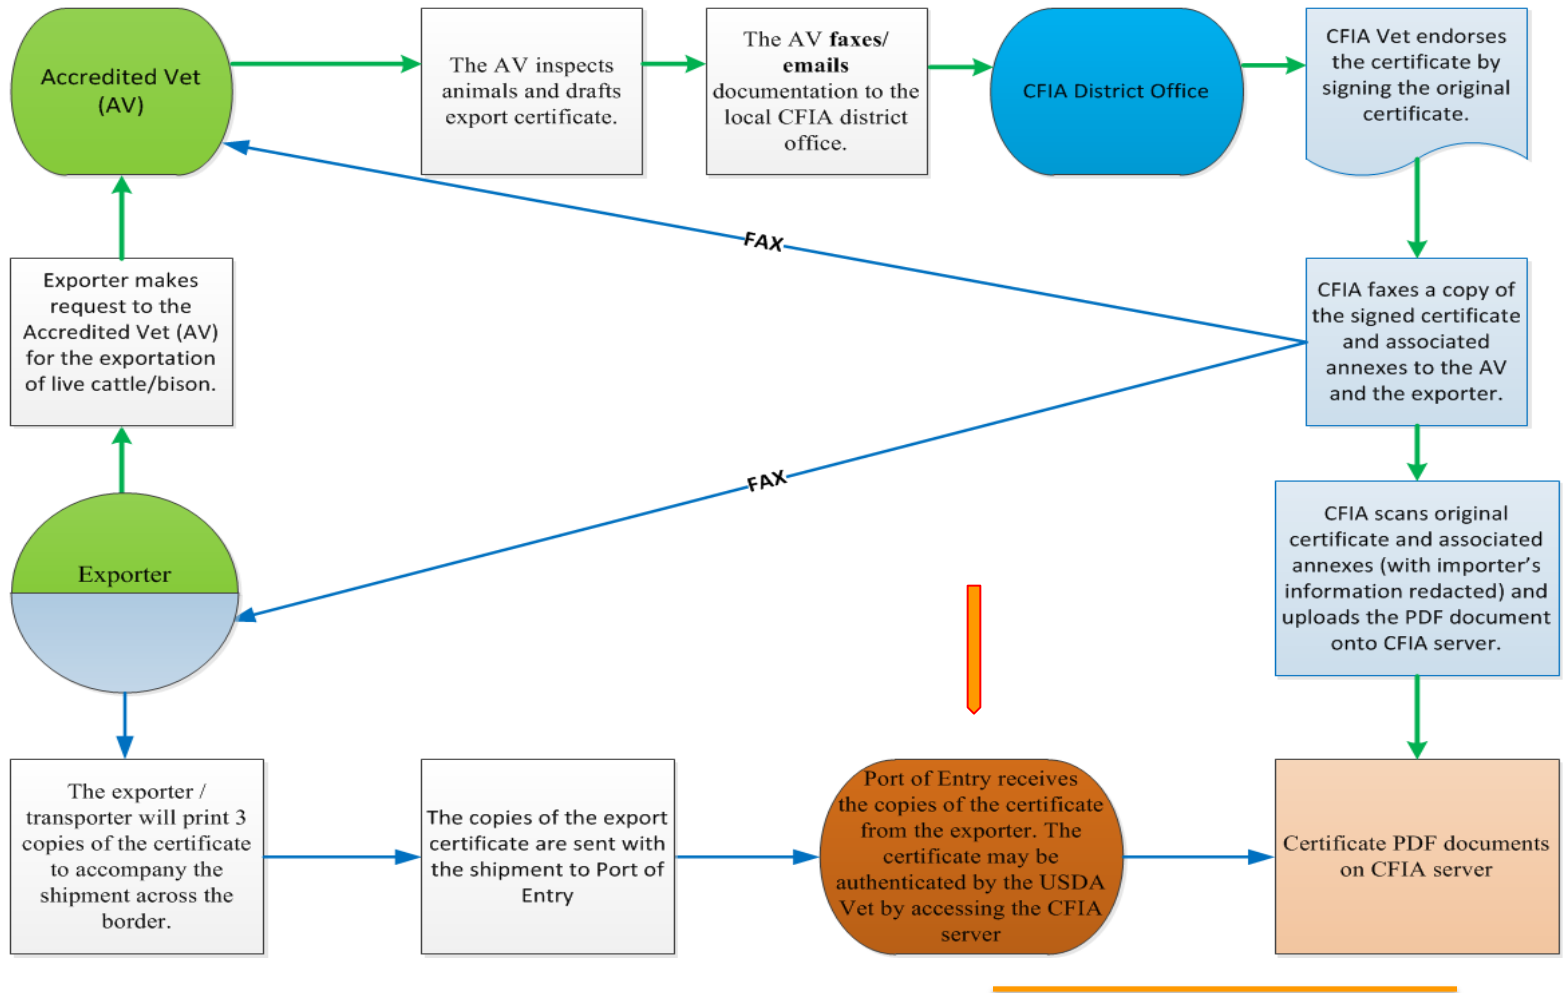 Accredited Vet
(AV)
The AV inspects
animals and drafts
export certificate.
The AV faxes/
emails
documentation to the
local CFIA district
office.
CFIA District Office
CFIA Vet endorses
the certificate by
signing the original
certificate.
FAX
Exporter makes
request to the
Accredited Vet (AV)
for the exportation
of live cattle/bison.
CFIA faxes a copy of
the signed certificate
and associated
annexes to the AV
and the exporter.
FAX
Exporter
CFIA scans original
certificate and associated
annexes (with importer’s
information redacted) and
uploads the PDF document
onto CFIA server.
The exporter /
transporter will print 3
copies of the certificate
to accompany the
shipment across the
border.
The copies of the export
certificate are sent with
the shipment to Port of
Entry
Port of Entry receives
the copies of the certificate
from the exporter. The
certificate may be
authenticated by the USDA
Vet by accessing the CFIA
server
Certificate PDF documents
on CFIA server